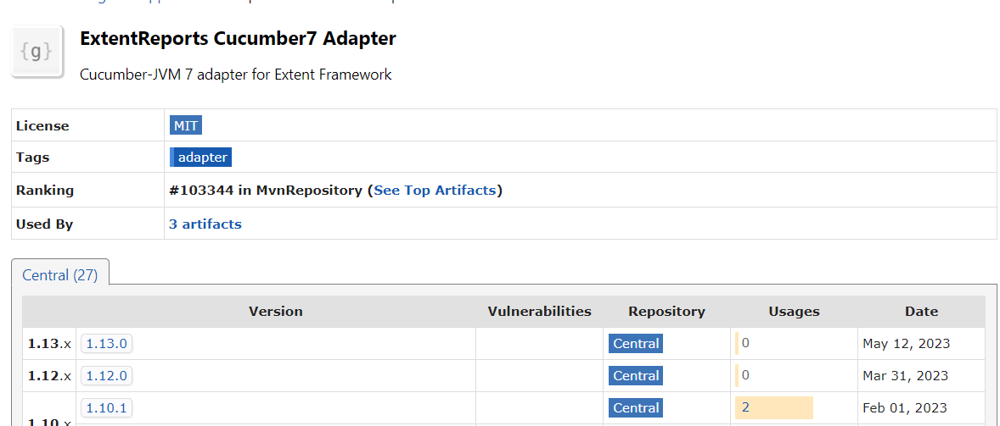 {g}
ExtentReports Cucumber7 Adapter
Cucumber-JVM 7 adapter for Extent Framework
License MIT
Tags adapter
Ranking #103344 in MvnRepository (See Top Artifacts)
Used By 3 artifacts
Central (27)
Version Vulnerabilities Repository Usages Date
1.13.x 1.13.0 Central 0 May 12, 2023
1.12.x 1.12.0 Central 0 Mar 31, 2023
1.10.x 1.10.1 Central 2 Feb 01, 2023